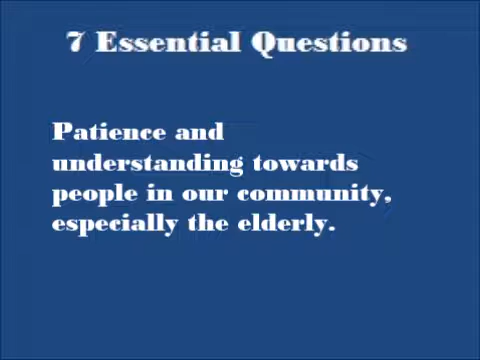 7 Essential Questions
Patience and
understanding towards
people in our community,
especially the elderly.